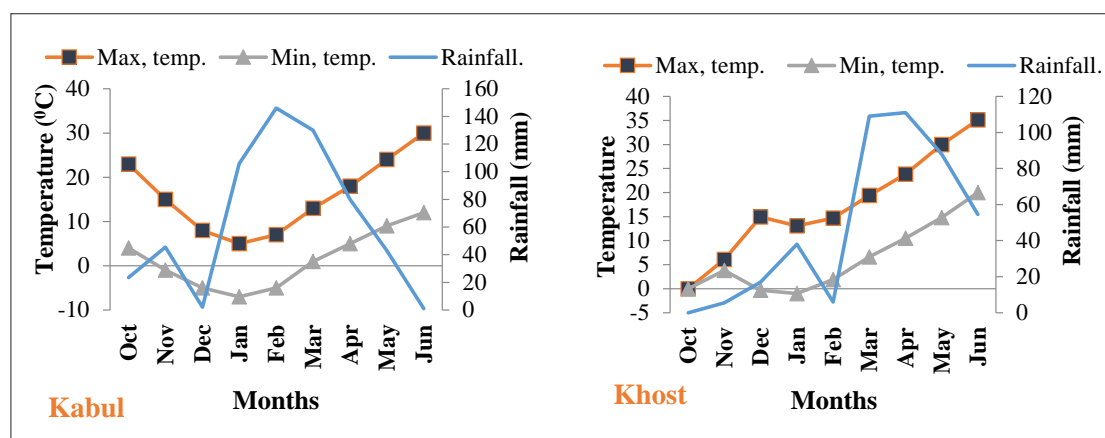 Max, temp. Min, temp. Rainfall.
Temperature (⁰C)
40
30
20
10
0
-10
160
140
120
100
80
60
40
20
0
Rainfall (mm)
Oct Nov Dec Jan Feb Mar Apr May Jun
Kabul
Months
Max, temp. Min, temp. Rainfall.
Temperature
40
35
30
25
20
15
10
5
0
-5
120
100
80
60
40
20
0
Rainfall (mm)
Oct Nov Dec Jan Feb Mar Apr May Jun
Khost
Months